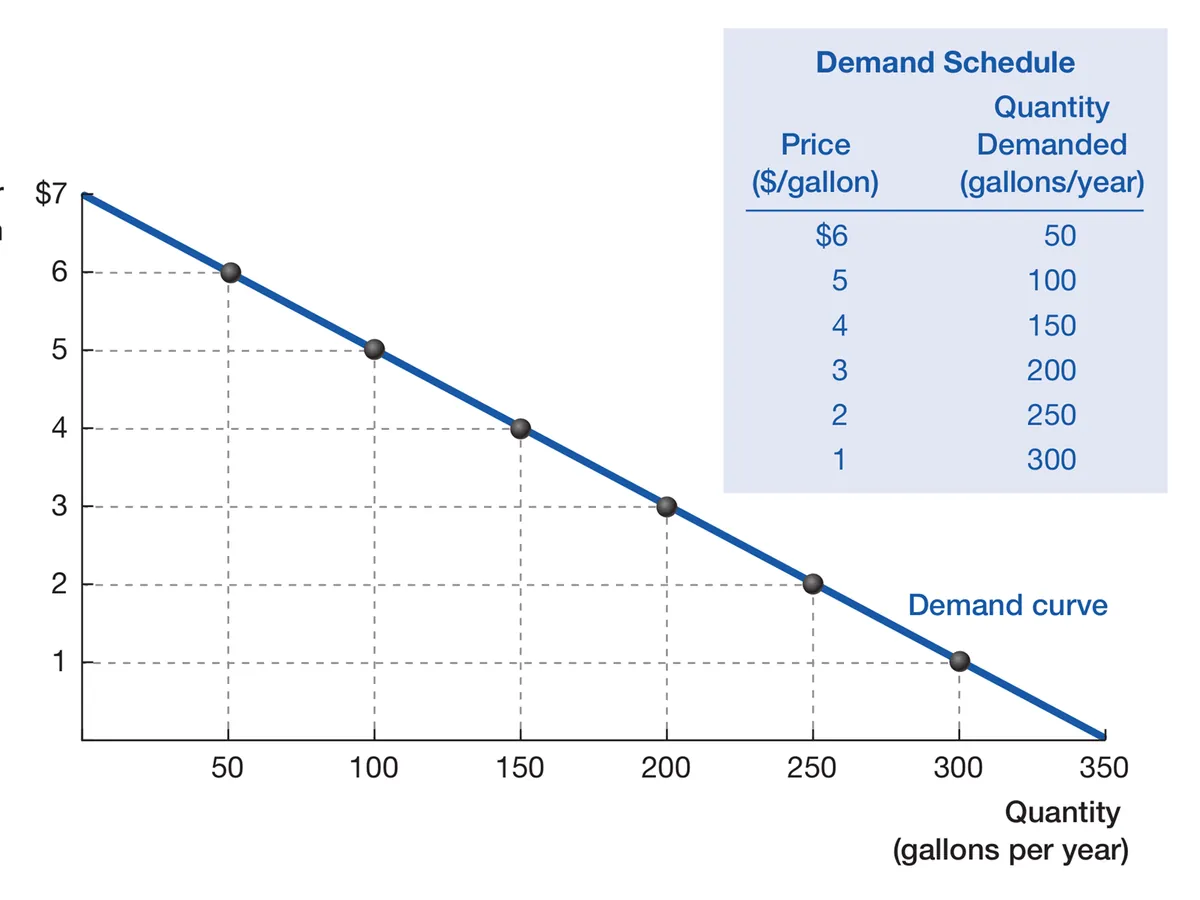 Demand Schedule
Quantity
Price Demanded
($/gallon) (gallons/year)
$6 50
5 100
4 150
3 200
2 250
1 300
$7
6
5
4
3
2
1
Demand curve
50 100 150 200 250 300 350
Quantity
(gallons per year)